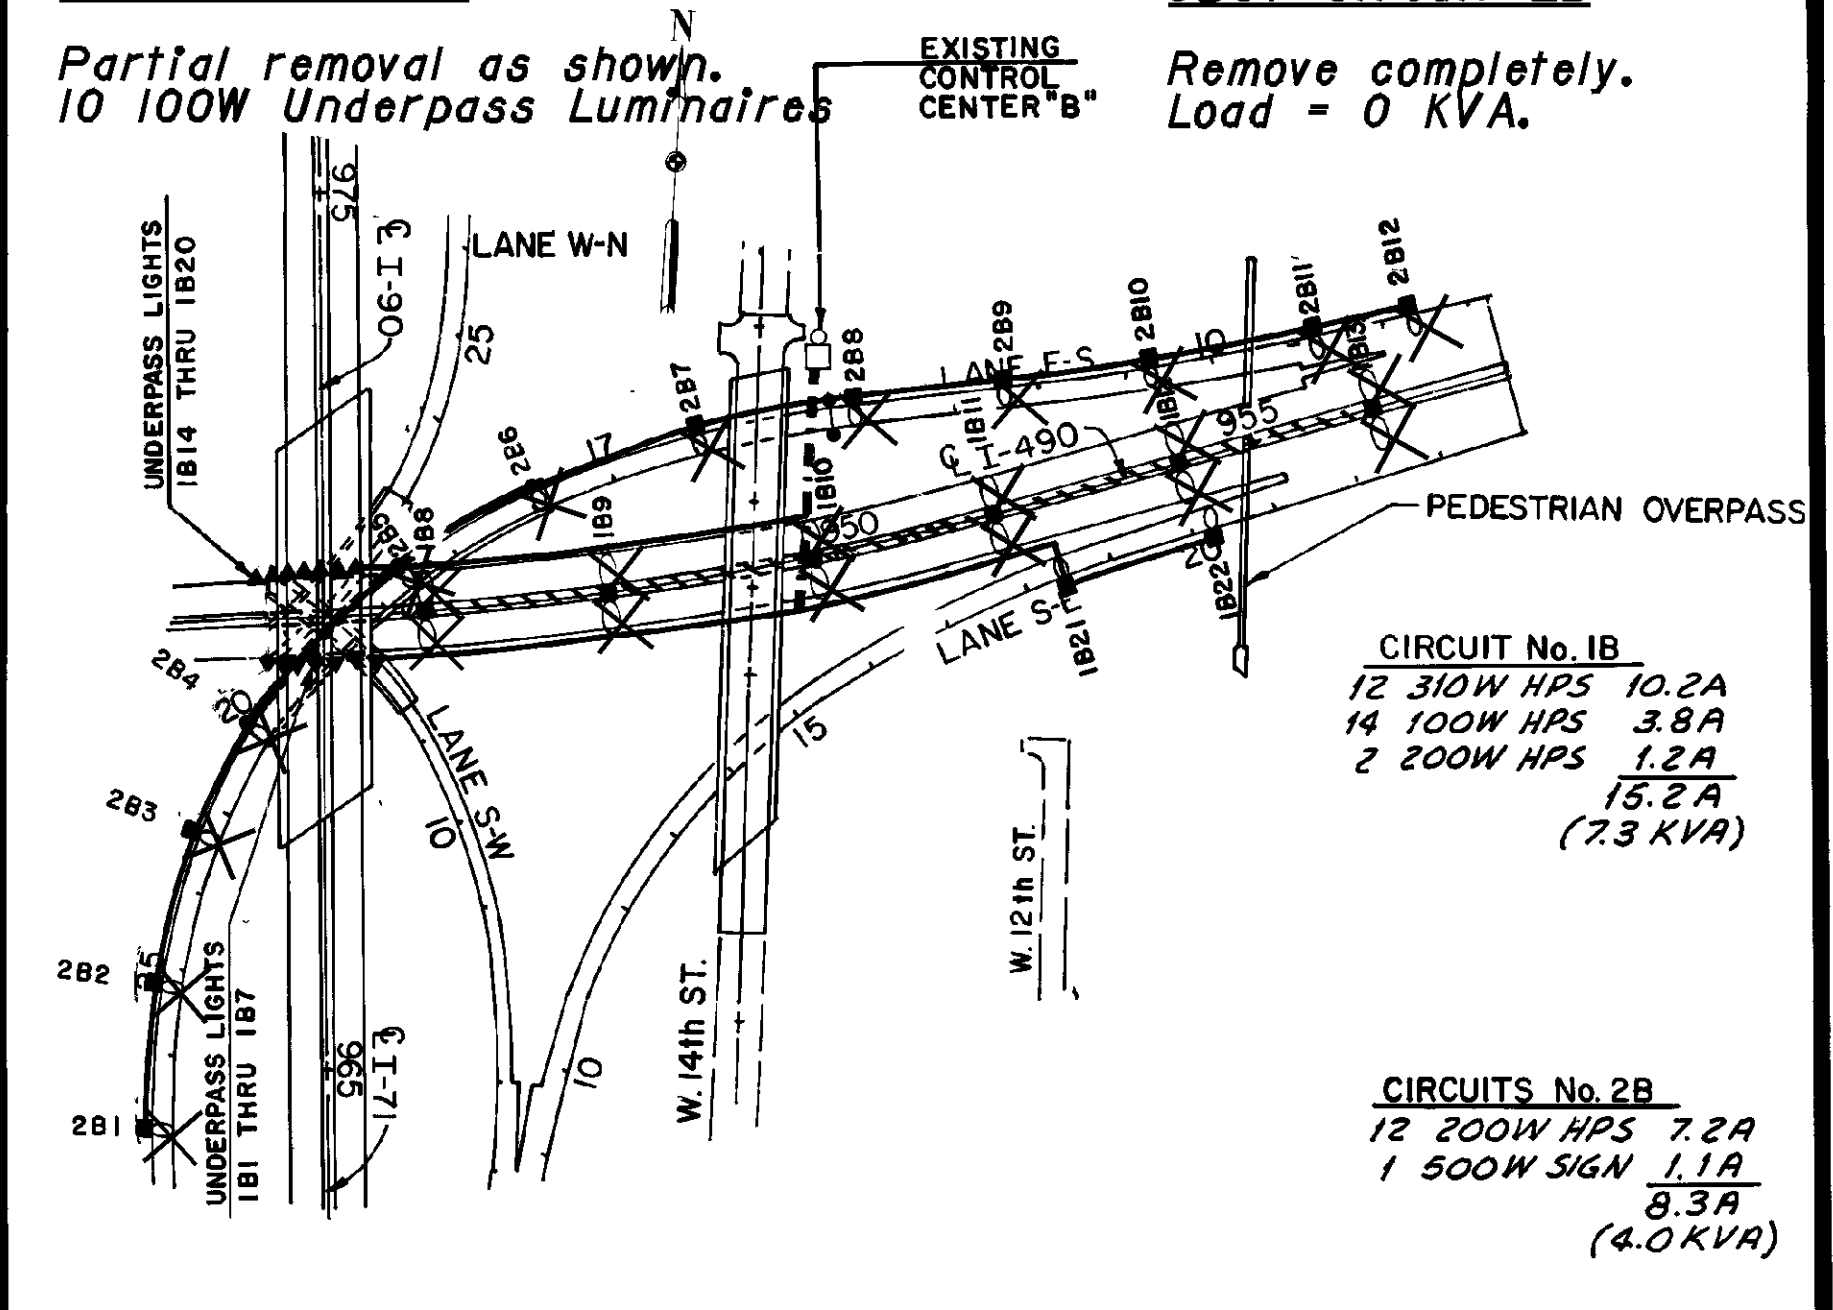 Partial removal as shown.
10 100W Underpass Luminaires
N
EXISTING
CONTROL
CENTER "B"
Remove completely.
Load = 0 KVA.
UNDERPASS LIGHTS
1B14 THRU 1B20
975
℄ I-90
LANE W-N
25
2B12
2B11
2B10
2B9
2B8
2B7
2B6
2B5
17
10
1B13
1B11
955
℄ I-490
1B10
950
1B9
1B8
PEDESTRIAN OVERPASS
20
1B22
1B21
15
2B4
20
LANE S-W
10
2B3
2B2
2B1
UNDERPASS LIGHTS
1B1 THRU 1B7
965
℄ I-71
10
W. 14th ST.
W. 12th ST.
CIRCUIT No. 1B
12 310W HPS 10.2A
14 100W HPS 3.8A
2 200W HPS 1.2A
15.2A
(7.3 KVA)
CIRCUITS No. 2B
12 200W HPS 7.2A
1 500W SIGN 1.1A
8.3A
(4.0 KVA)